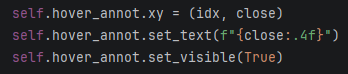 self.hover_annot.xy = (idx, close)
self.hover_annot.set_text(f"{close:.4f}")
self.hover_annot.set_visible(True)